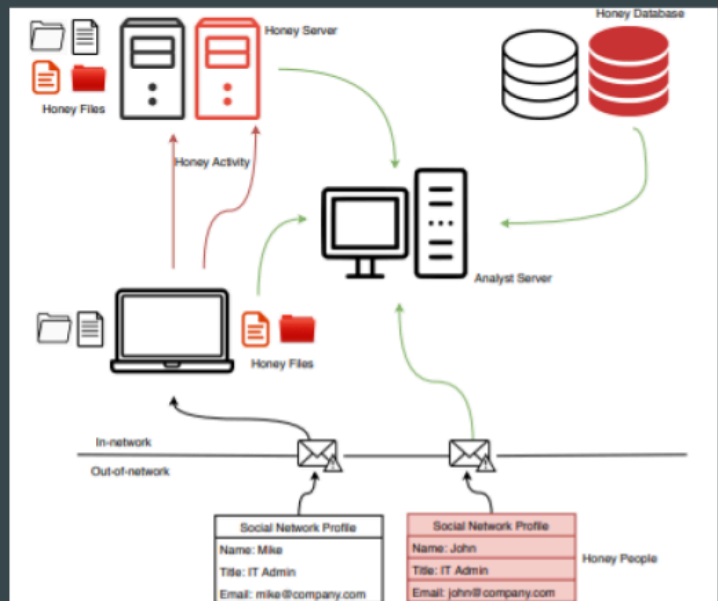 Honey Database
Honey Server
Honey Files
Honey Activity
Analyst Server
Honey Files
In-network
Out-of-network
Social Network Profile
Name: Mike
Title: IT Admin
Email: mike@company.com
Social Network Profile
Name: John
Title: IT Admin
Email: john@company.com
Honey People